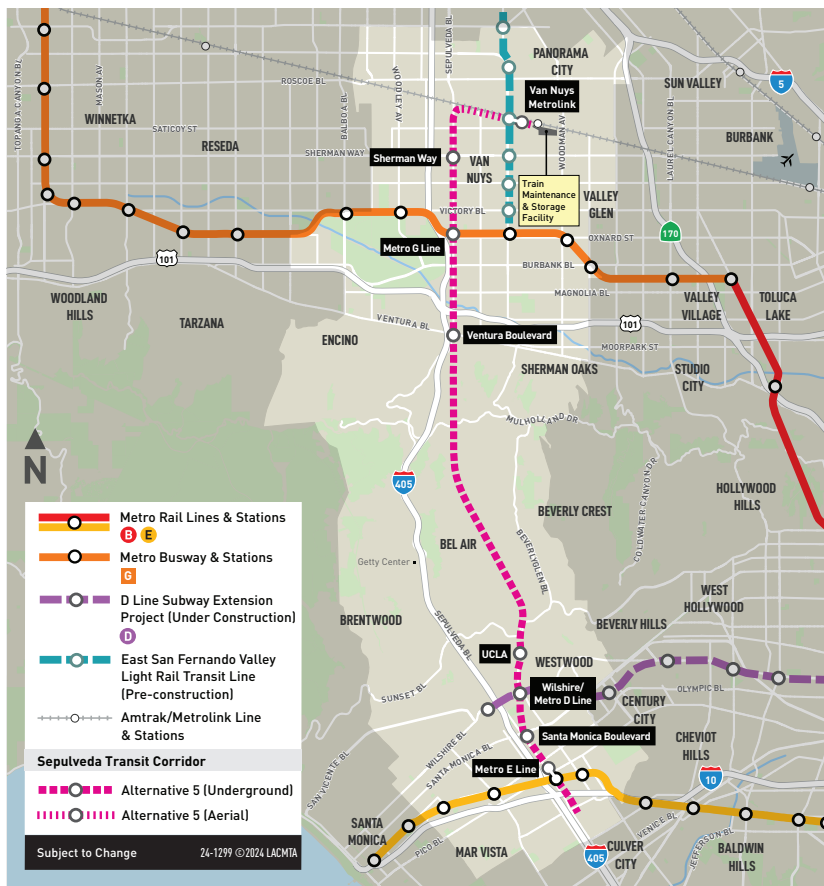 SEPULVEDA BL
PANORAMA
CITY
SUN VALLEY
5
TOPANGA CANYON BL
MASON AV
WINNETKA
ROSCOE BL
BALBOA BL
WOODLEY AV
Van Nuys
Metrolink
WOODMAN AV
LAUREL CANYON BL
BURBANK
SATICOY ST
RESEDA
SHERMAN WAY
Sherman Way
VAN
NUYS
Train
Maintenance
& Storage
Facility
VALLEY
GLEN
VICTORY BL
170
OXNARD ST
Metro G Line
101
BURBANK BL
MAGNOLIA BL
WOODLAND
HILLS
TARZANA
VENTURA BL
ENCINO
Ventura Boulevard
101
VALLEY
VILLAGE
TOLUCA
LAKE
MOORPARK ST
SHERMAN OAKS
STUDIO
CITY
MULHOLLAND DR
N
405
COLDWATER CANYON DR
HOLLYWOOD
HILLS
BEVERLY CREST
BEL AIR
BEVERLY GLEN BL
Getty Center
WEST
HOLLYWOOD
BRENTWOOD
SEPULVEDA BL
BEVERLY HILLS
UCLA
WESTWOOD
SUNSET BL
Wilshire/
Metro D Line
OLYMPIC BL
CENTURY
CITY
Santa Monica Boulevard
WILSHIRE BL
SANTA MONICA BL
CHEVIOT
HILLS
Metro E Line
10
SAN VICENTE BL
SANTA
MONICA
PICO BL
MAR VISTA
405
CULVER
CITY
VENICE BL
JEFFERSON BL
BALDWIN
HILLS
Metro Rail Lines & Stations
B E
Metro Busway & Stations
G
D Line Subway Extension
Project (Under Construction)
D
East San Fernando Valley
Light Rail Transit Line
(Pre-construction)
Amtrak/Metrolink Line
& Stations
Sepulveda Transit Corridor
Alternative 5 (Underground)
Alternative 5 (Aerial)
Subject to Change 24-1299 ©2024 LACMTA